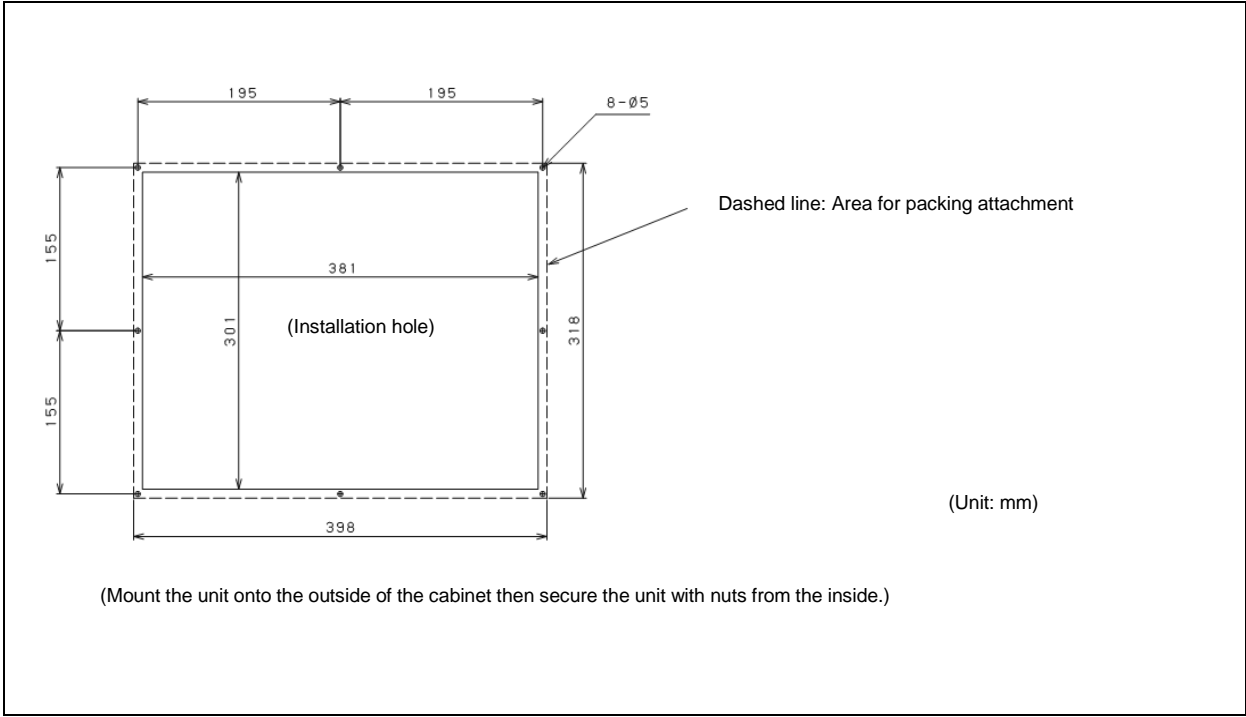 195
195
8-Ø5
Dashed line: Area for packing attachment
155
381
(Installation hole)
301
318
155
(Unit: mm)
398
(Mount the unit onto the outside of the cabinet then secure the unit with nuts from the inside.)